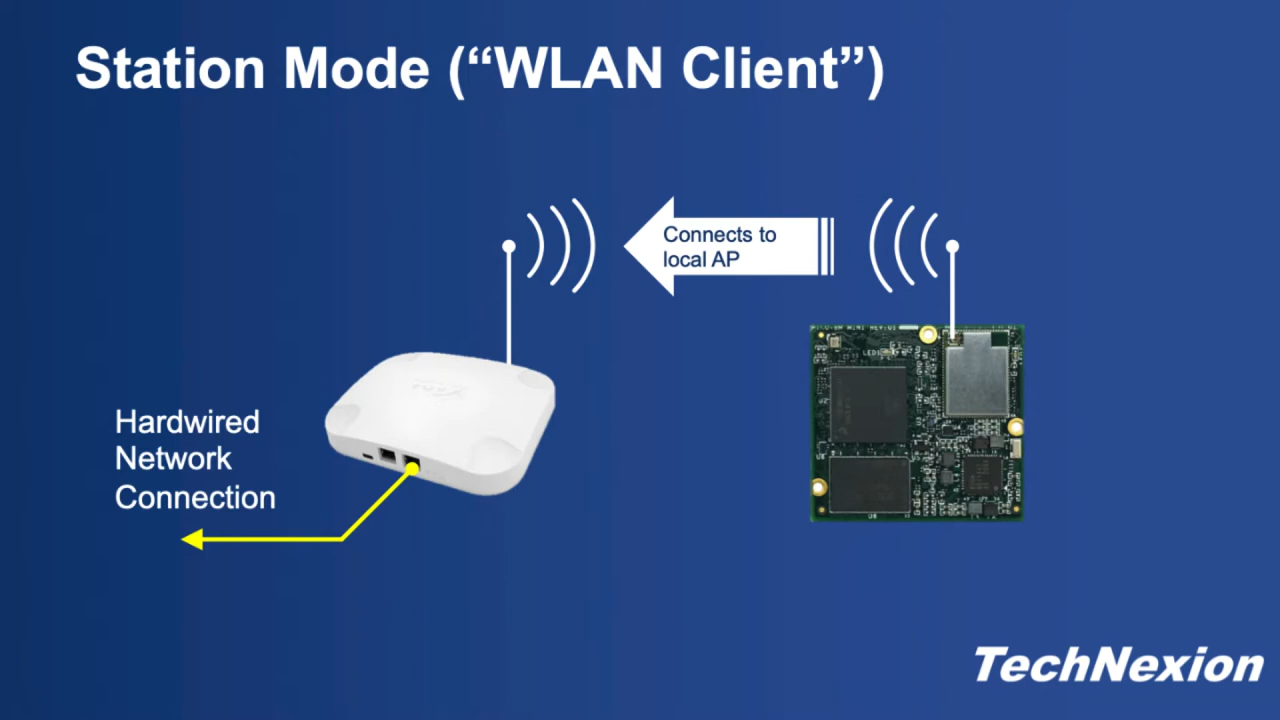 Station Mode (“WLAN Client”)
Connects to
local AP
Hardwired
Network
Connection
TechNexion